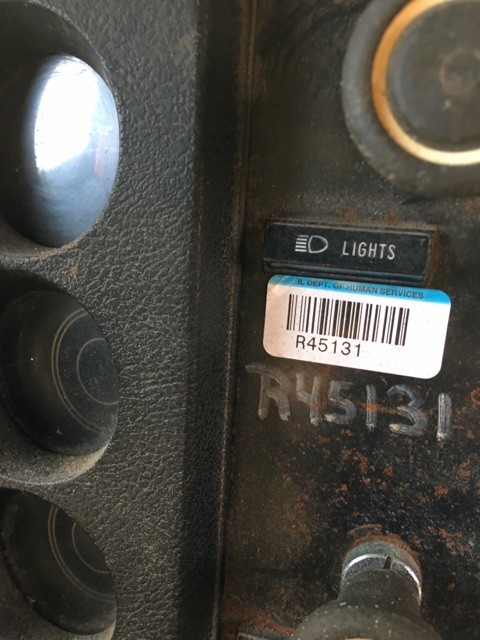 LIGHTS
IL DEPT. OF HUMAN SERVICES
R45131
R45131